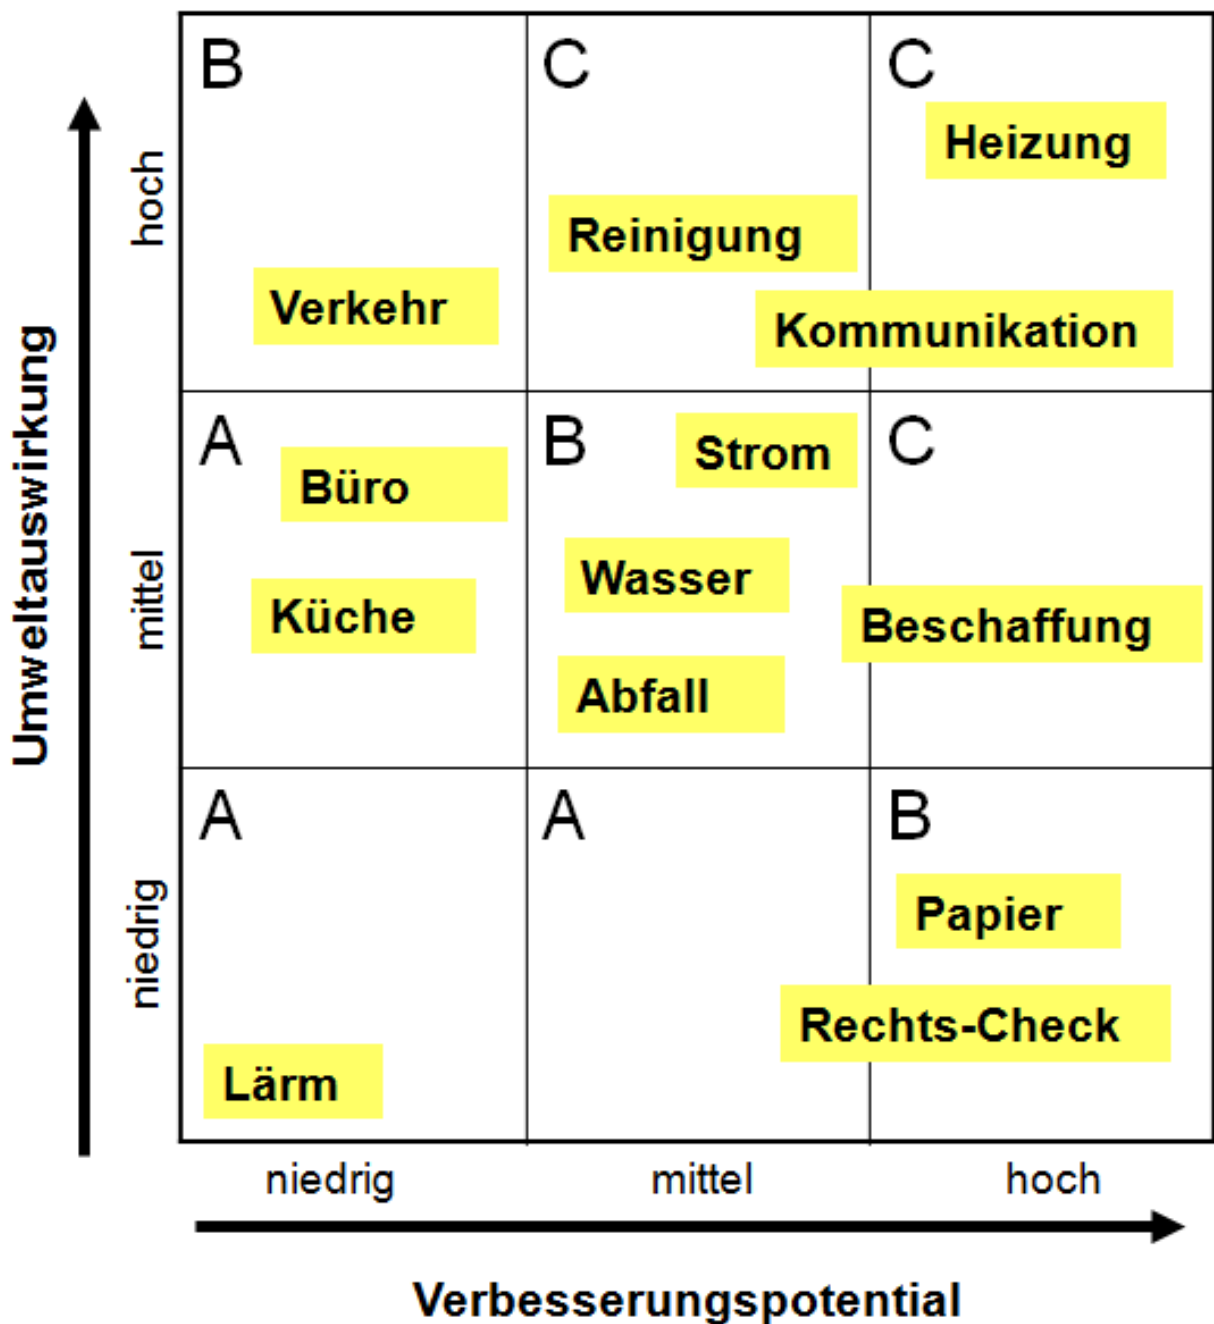 B
C
C
Heizung
Reinigung
Verkehr
Kommunikation
A
B
C
Strom
Büro
Wasser
Küche
Beschaffung
Abfall
A
A
B
Papier
Rechts-Check
Lärm
Umweltauswirkung
hoch
mittel
niedrig
niedrig
mittel
hoch
Verbesserungspotential